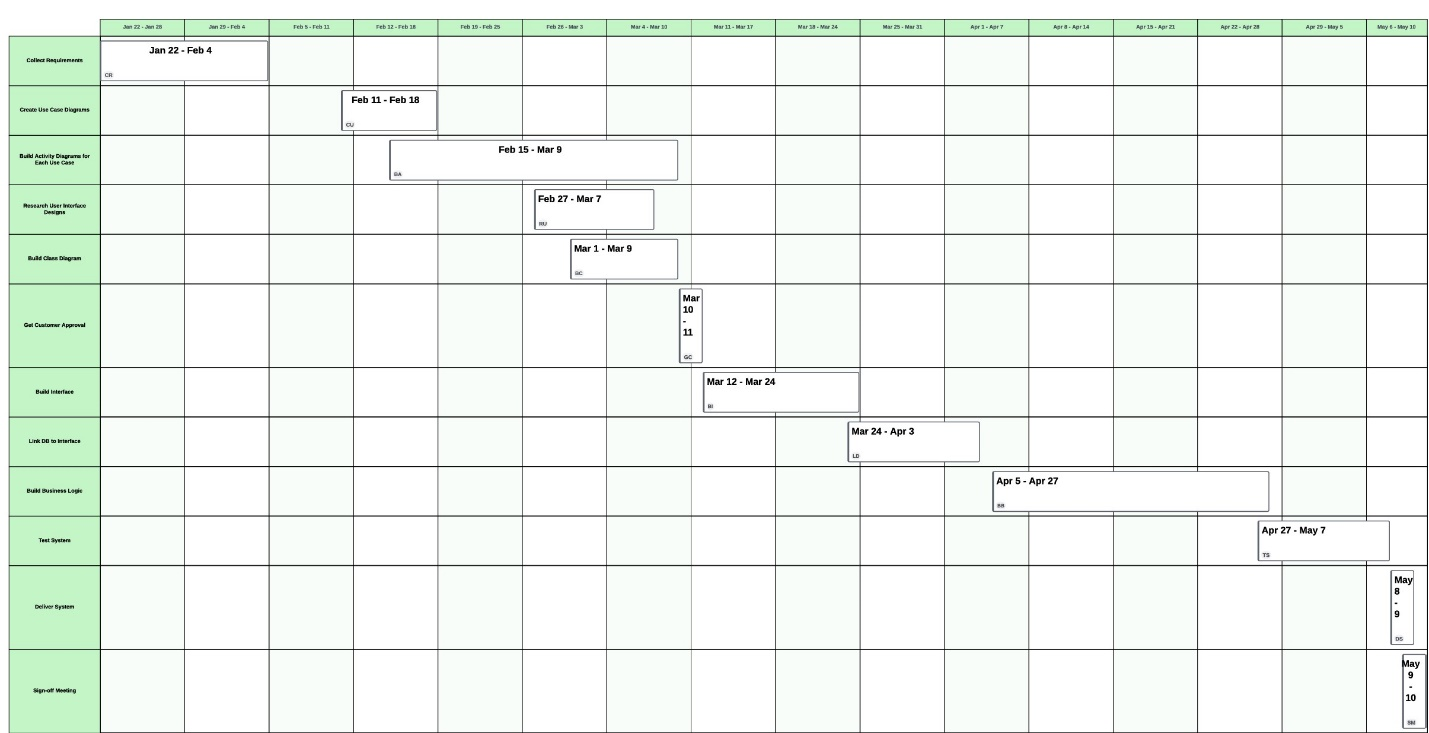 Jan 22 - Jan 28 Jan 29 - Feb 4 Feb 5 - Feb 11 Feb 12 - Feb 18 Feb 19 - Feb 25 Feb 26 - Mar 3 Mar 4 - Mar 10 Mar 11 - Mar 17 Mar 18 - Mar 24 Mar 25 - Mar 31 Apr 1 - Apr 7 Apr 8 - Apr 14 Apr 15 - Apr 21 Apr 22 - Apr 28 Apr 29 - May 5 May 6 - May 10
Collect Requirements
Jan 22 - Feb 4
CR
Create Use Case Diagrams
Feb 11 - Feb 18
CU
Build Activity Diagrams for
Each Use Case
Feb 15 - Mar 9
BA
Research User Interface
Designs
Feb 27 - Mar 7
RU
Build Class Diagram
Mar 1 - Mar 9
BC
Get Customer Approval
Mar
10
-
11
GC
Build Interface
Mar 12 - Mar 24
BI
Link DB to Interface
Mar 24 - Apr 3
LD
Build Business Logic
Apr 5 - Apr 27
BB
Test System
Apr 27 - May 7
TS
Deliver System
May
8
-
9
DS
Sign-off Meeting
May
9
-
10
SM